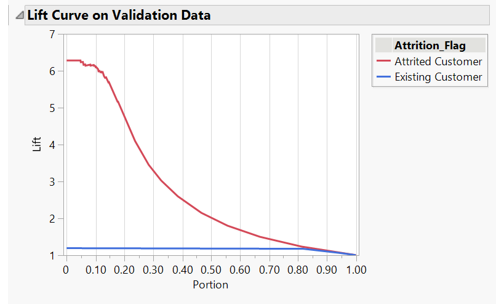 Lift Curve on Validation Data
7
6
5
4
3
2
1
Lift
0 0.10 0.20 0.30 0.40 0.50 0.60 0.70 0.80 0.90 1.00
Portion
Attrition_Flag
Attrited Customer
Existing Customer